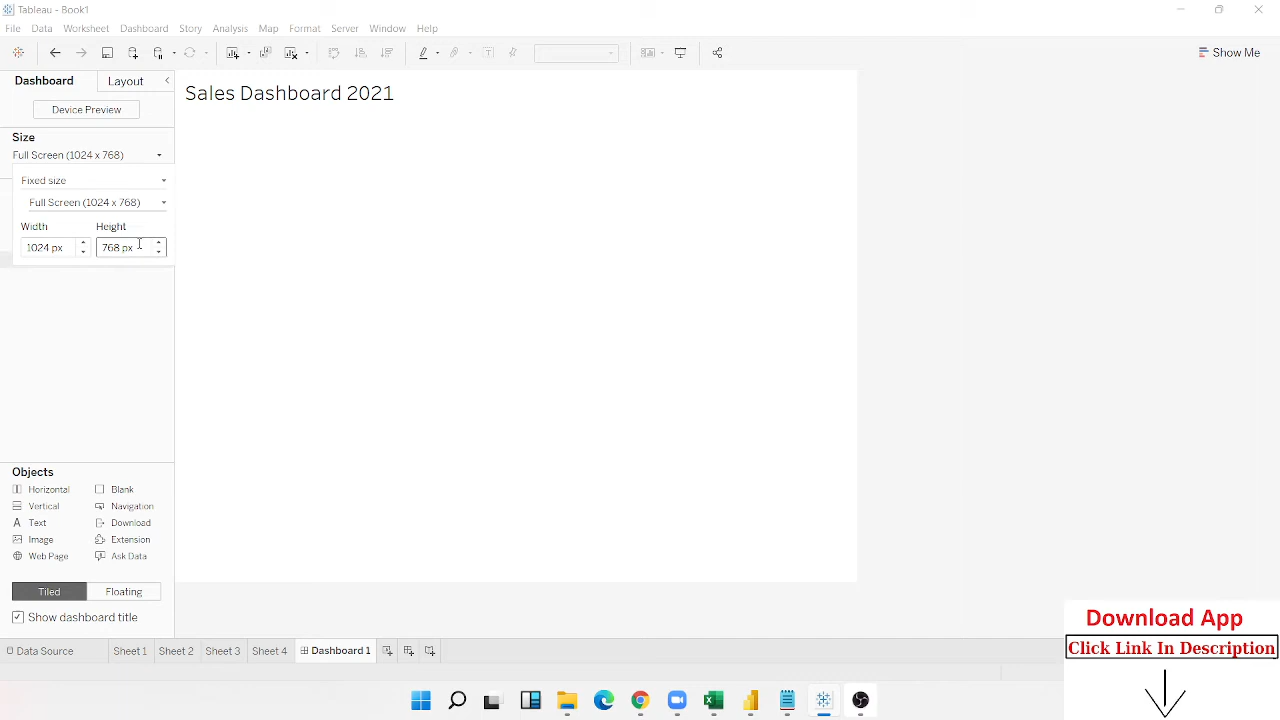 Tableau - Book1
File Data Worksheet Dashboard Story Analysis Map Format Server Window Help
Show Me
Dashboard Layout
Device Preview
Size
Full Screen (1024 x 768)
Fixed size
Full Screen (1024 x 768)
Width Height
1024 px 768 px
Sales Dashboard 2021
Objects
Horizontal Blank
Vertical Navigation
Text Download
Image Extension
Web Page Ask Data
Tiled Floating
Show dashboard title
Data Source Sheet 1 Sheet 2 Sheet 3 Sheet 4 Dashboard 1
Download App
Click Link In Description